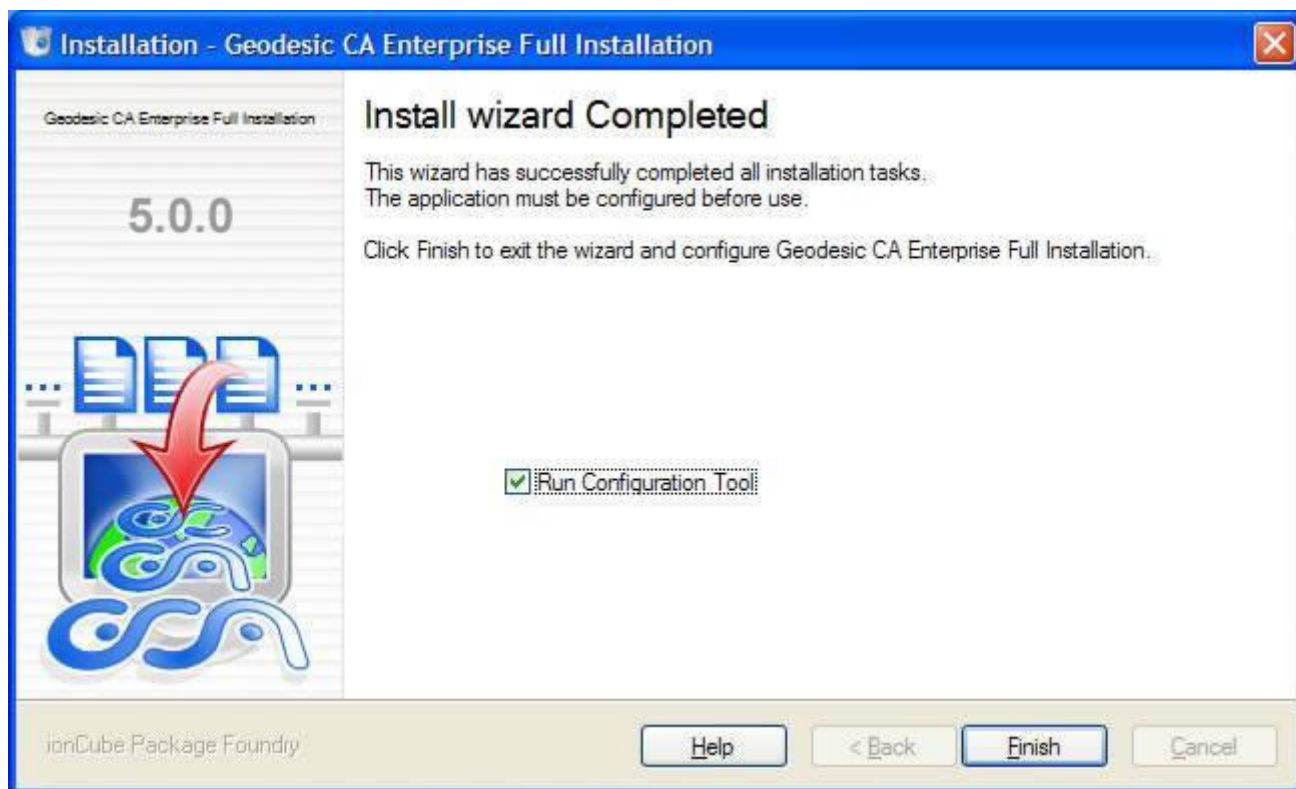 Installation - Geodesic CA Enterprise Full Installation
Geodesic CA Enterprise Full Installation
5.0.0
Install wizard Completed
This wizard has successfully completed all installation tasks.
The application must be configured before use.
Click Finish to exit the wizard and configure Geodesic CA Enterprise Full Installation.
Run Configuration Tool
ionCube Package Foundry
Help
< Back
Finish
Cancel